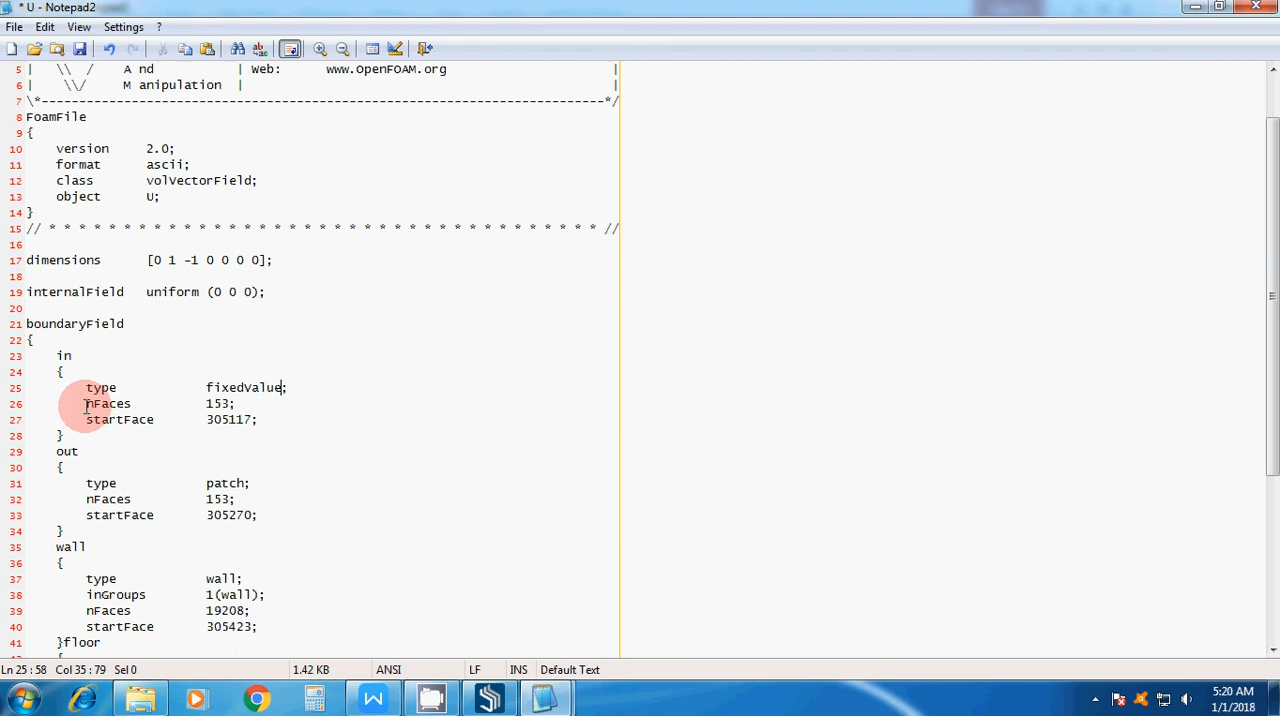 * U - Notepad2
File Edit View Settings ?
5 | \\ / A nd | Web: www.OpenFOAM.org |
6 | \\/ M anipulation | |
7 \*---------------------------------------------------------------------------*/
8 FoamFile
9 {
10 version 2.0;
11 format ascii;
12 class volVectorField;
13 object U;
14 }
15 // * * * * * * * * * * * * * * * * * * * * * * * * * * * * * * * * * * * * * //
16
17 dimensions [0 1 -1 0 0 0 0];
18
19 internalField uniform (0 0 0);
20
21 boundaryField
22 {
23 in
24 {
25 type fixedValue;
26 nFaces 153;
27 startFace 305117;
28 }
29 out
30 {
31 type patch;
32 nFaces 153;
33 startFace 305270;
34 }
35 wall
36 {
37 type wall;
38 inGroups 1(wall);
39 nFaces 19208;
40 startFace 305423;
41 }floor
Ln 25 : 58 Col 35 : 79 Sel 0 1.42 KB ANSI LF INS Default Text
5:20 AM
1/1/2018